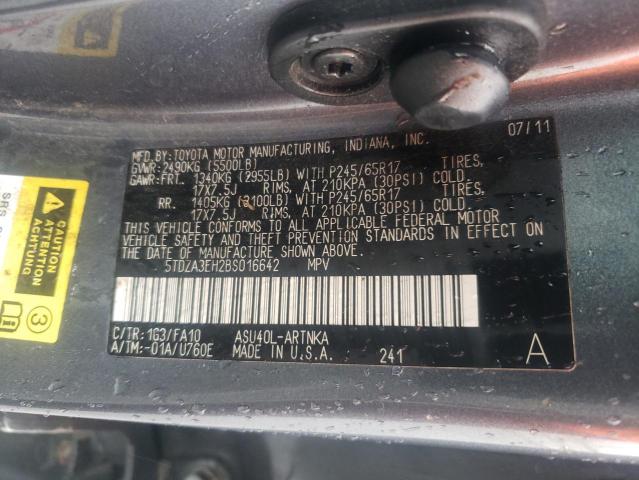 MFD. BY: TOYOTA MOTOR MANUFACTURING, INDIANA, INC. 07/11
GVWR: 2490KG (5500LB)
GAWR: FRT. 1340KG (2955LB) WITH P245/65R17 TIRES,
17X7.5J RIMS, AT 210KPA (30PSI) COLD.
RR. 1405KG (3100LB) WITH P245/65R17 TIRES,
17X7.5J RIMS, AT 210KPA (30PSI) COLD.
THIS VEHICLE CONFORMS TO ALL APPLICABLE FEDERAL MOTOR
VEHICLE SAFETY AND THEFT PREVENTION STANDARDS IN EFFECT ON
THE DATE OF MANUFACTURE SHOWN ABOVE.
5TDZA3EH2BS016642 MPV
C/TR: 1G3/FA10 ASU40L-ARTNKA
A/TM:-01A/U760E MADE IN U.S.A. 241 A
CAUTION
ATTENTION
ACHTUNG
SRS
3